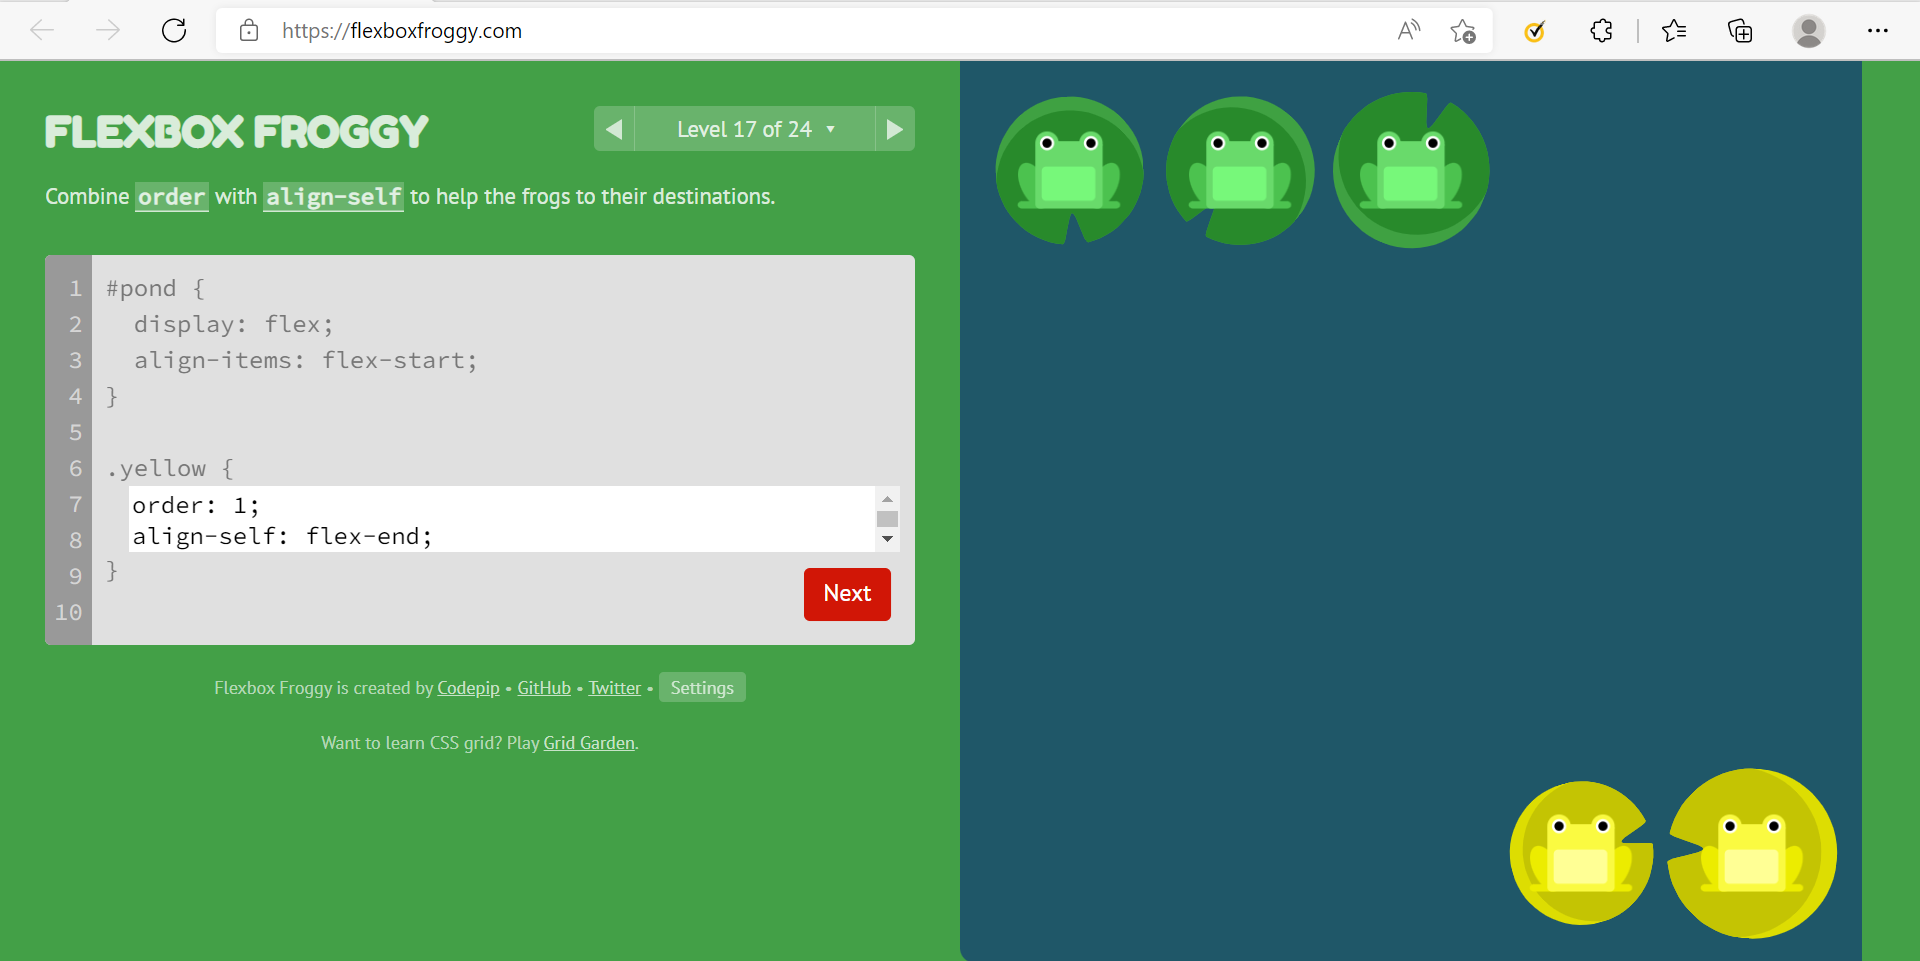 https://flexboxfroggy.com
FLEXBOX FROGGY
Level 17 of 24 ▼
Combine order with align-self to help the frogs to their destinations.
1 #pond {
2 display: flex;
3 align-items: flex-start;
4 }
5
6 .yellow {
7 order: 1;
8 align-self: flex-end;
9 }
10
Next
Flexbox Froggy is created by Codepip • GitHub • Twitter • Settings
Want to learn CSS grid? Play Grid Garden.